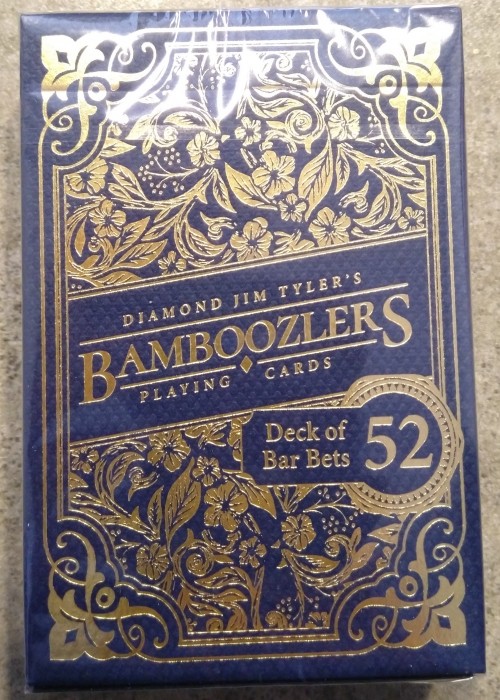 DIAMOND JIM TYLER'S
BAMBOOZLERS
PLAYING CARDS
Deck of
Bar Bets
52